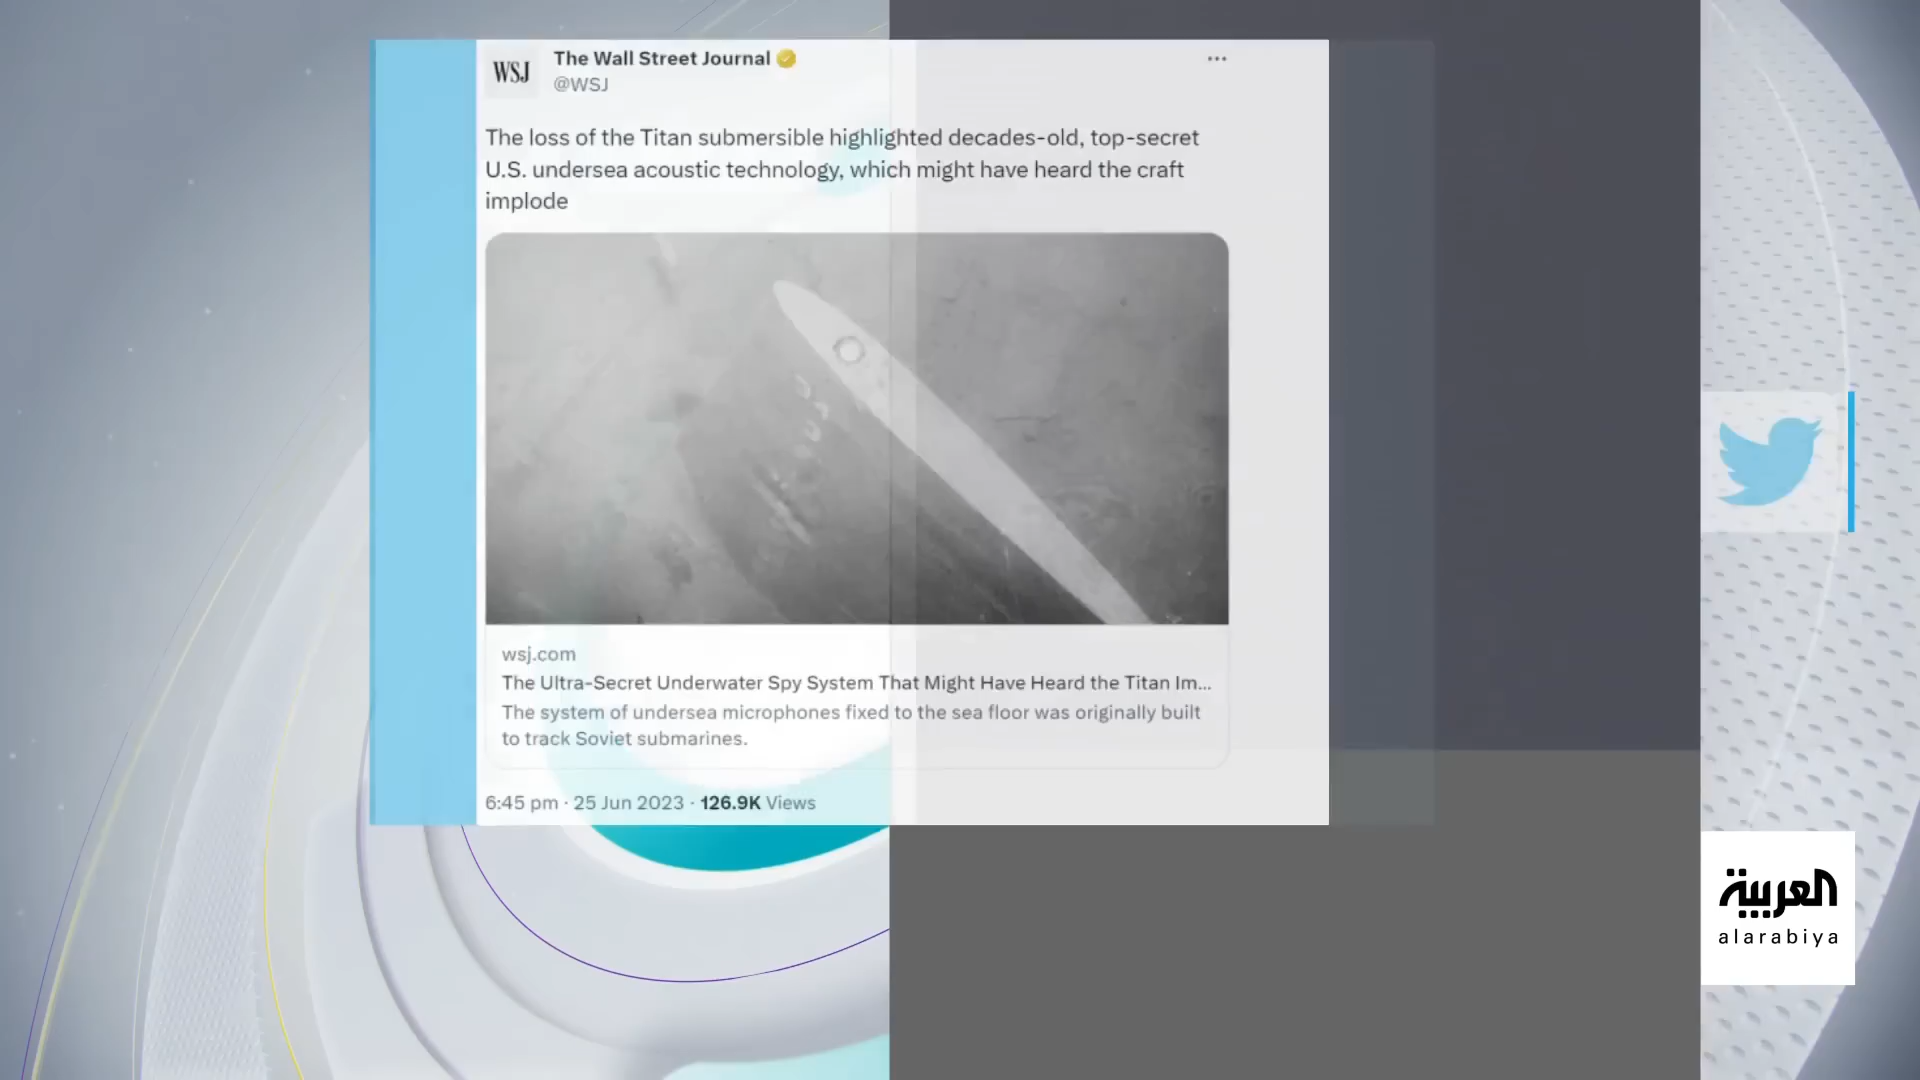 WSJ
The Wall Street Journal
@WSJ
The loss of the Titan submersible highlighted decades-old, top-secret
U.S. undersea acoustic technology, which might have heard the craft
implode
wsj.com
The Ultra-Secret Underwater Spy System That Might Have Heard the Titan Im...
The system of undersea microphones fixed to the sea floor was originally built
to track Soviet submarines.
6:45 pm · 25 Jun 2023 · 126.9K Views
العربية
alarabiya